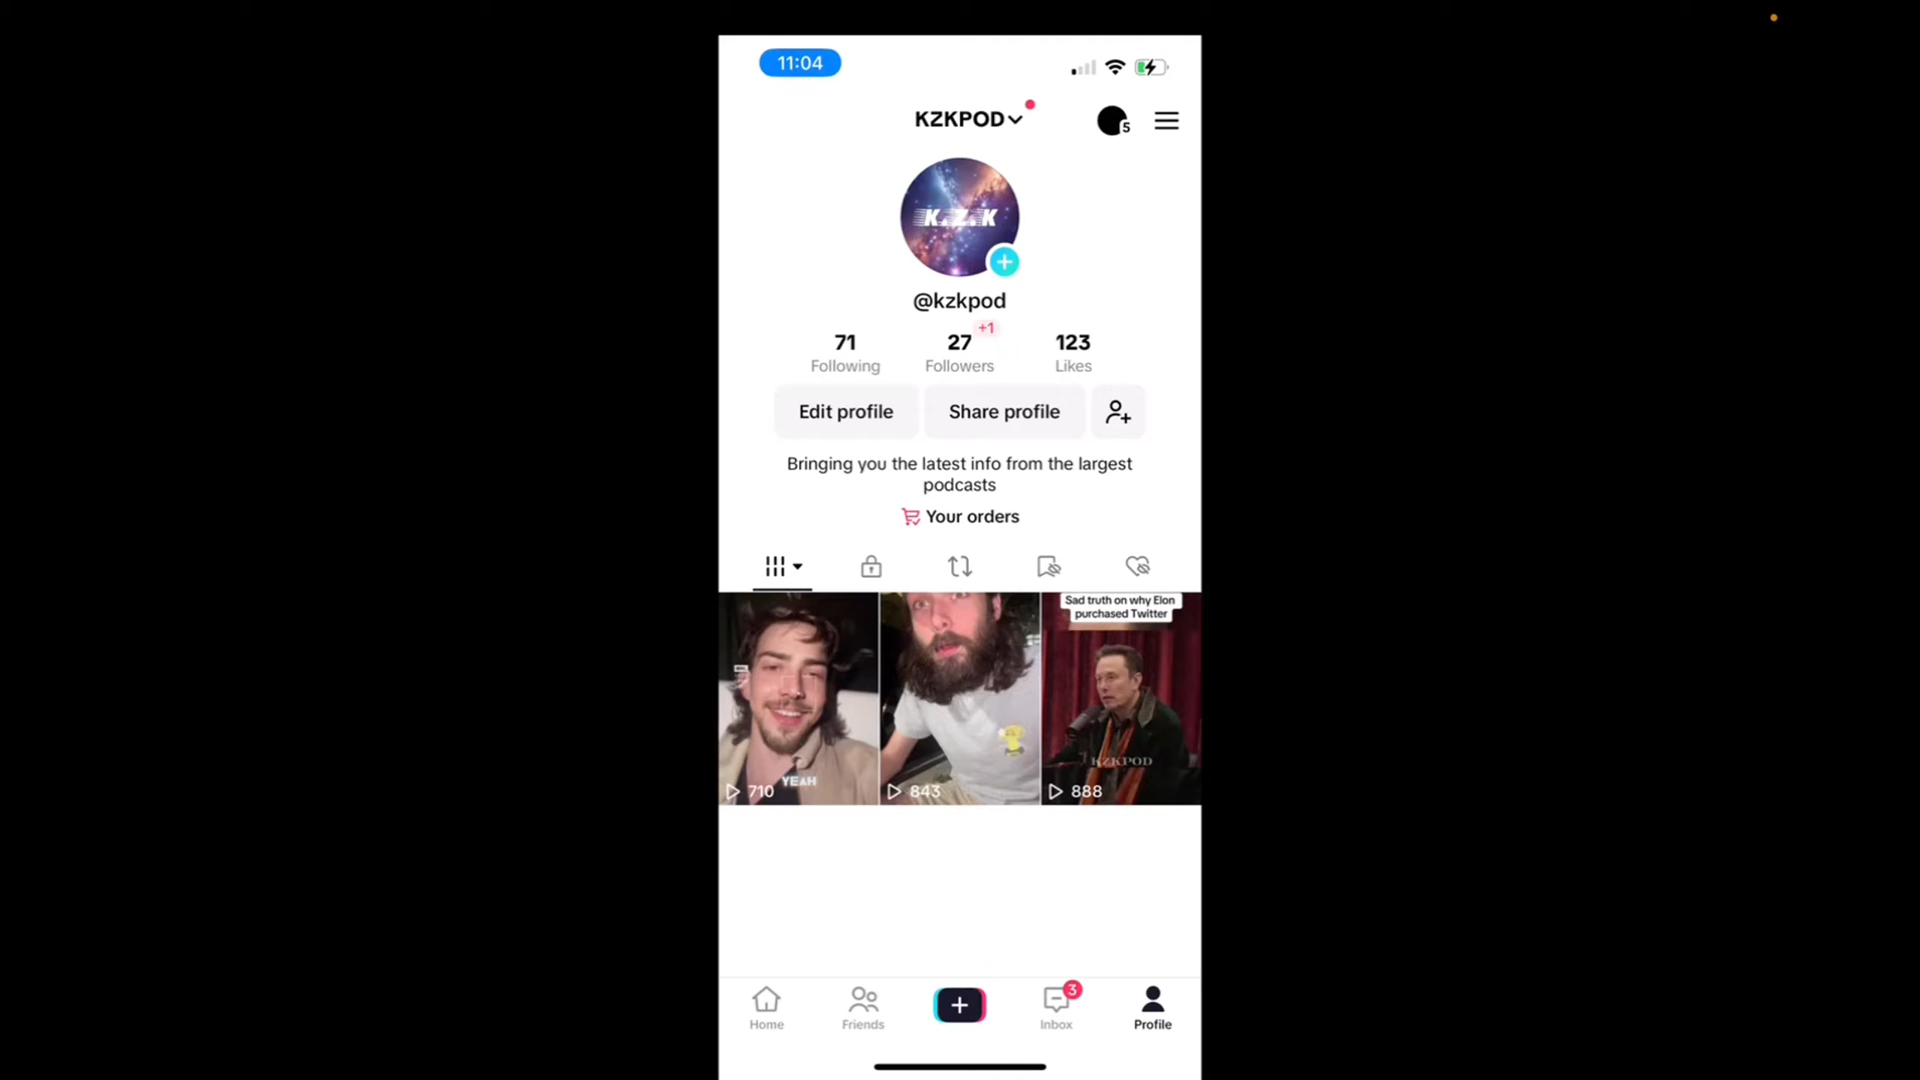 11:04
KZKPOD
5
K.Z.K
@kzkpod
+1
71
27
123
Following
Followers
Likes
Edit profile
Share profile
Bringing you the latest info from the largest
podcasts
Your orders
Sad truth on why Elon
purchased Twitter
KZKPOD
YEAH
710
843
888
3
Home
Friends
Inbox
Profile